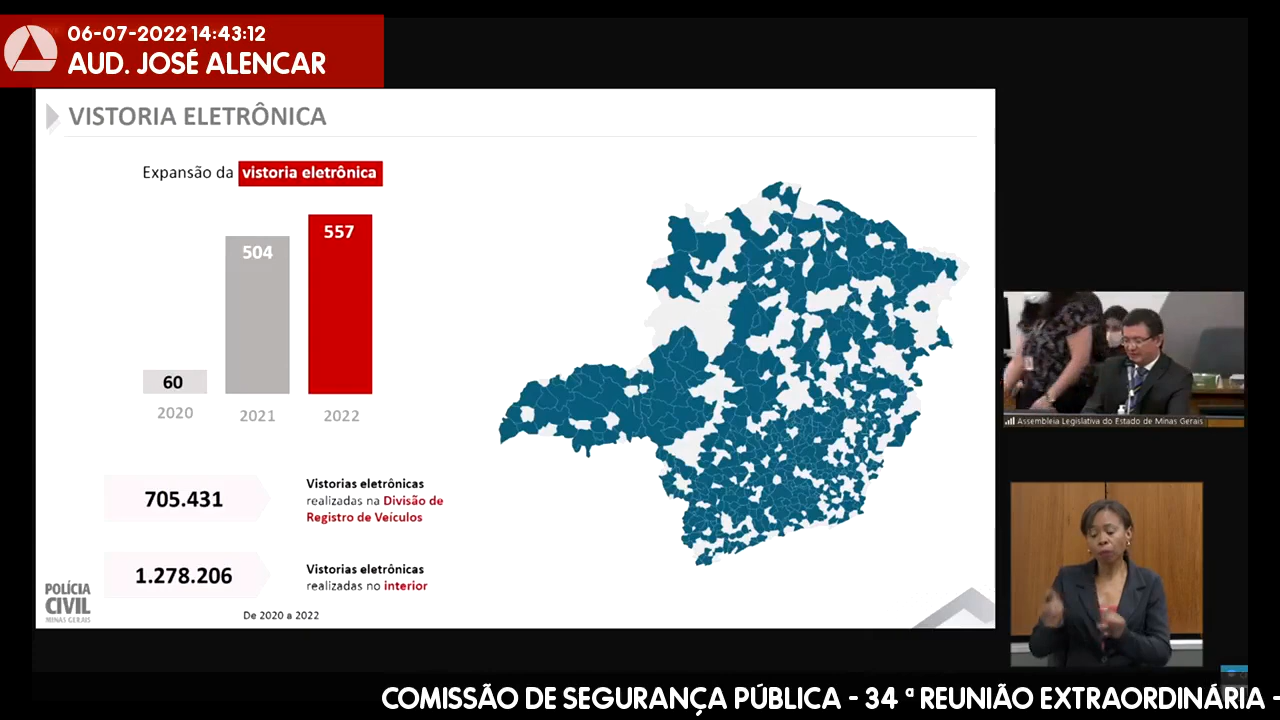 06-07-2022 14:43:12
AUD. JOSÉ ALENCAR
VISTORIA ELETRÔNICA
Expansão da vistoria eletrônica
60
504
557
2020
2021
2022
705.431
Vistorias eletrônicas
realizadas na Divisão de
Registro de Veículos
1.278.206
Vistorias eletrônicas
realizadas no interior
De 2020 a 2022
POLÍCIA
CIVIL
MINAS GERAIS
Assembleia Legislativa do Estado de Minas Gerais
COMISSÃO DE SEGURANÇA PÚBLICA - 34 ª REUNIÃO EXTRAORDINÁRIA -